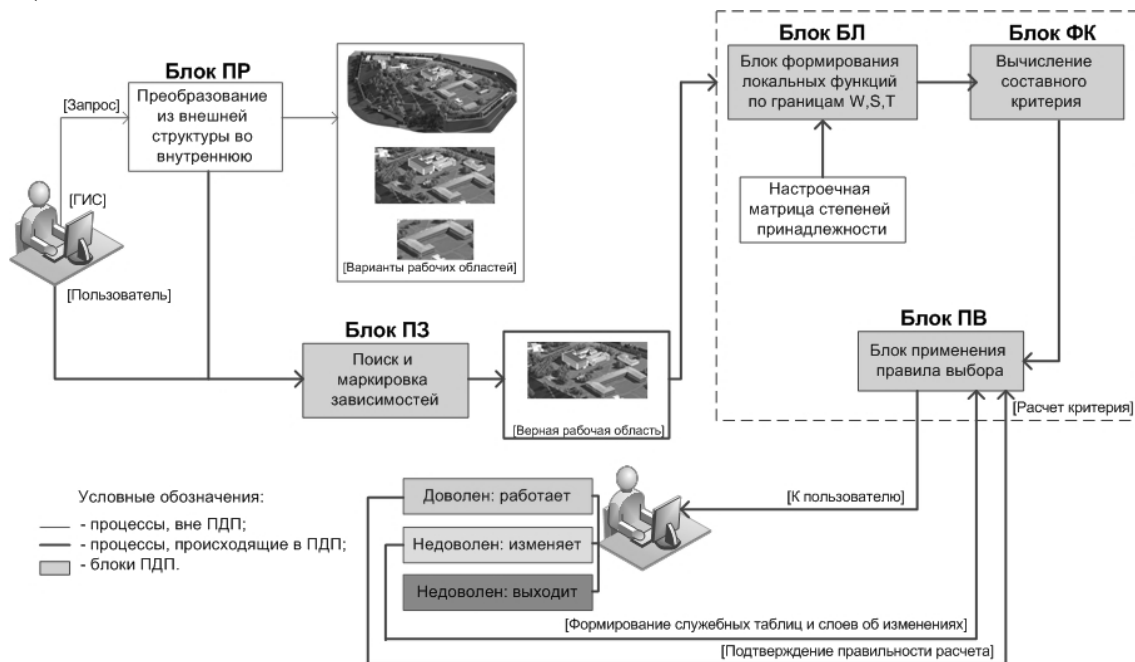 Блок ПР
Преобразование
из внешней
структуры во
внутреннюю
[Запрос]
[ГИС]
[Пользователь]
[Варианты рабочих областей]
Блок ПЗ
Поиск и
маркировка
зависимостей
[Верная рабочая область]
Блок БЛ
Блок формирования
локальных функций
по границам W,S,T
Блок ФК
Вычисление
составного
критерия
Настроечная
матрица степеней
принадлежности
Блок ПВ
Блок применения
правила выбора
[Расчет критерия]
[К пользователю]
Доволен: работает
Недоволен: изменяет
Недоволен: выходит
[Формирование служебных таблиц и слоев об изменениях]
[Подтверждение правильности расчета]
Условные обозначения:
- процессы, вне ПДП;
- процессы, происходящие в ПДП;
- блоки ПДП.